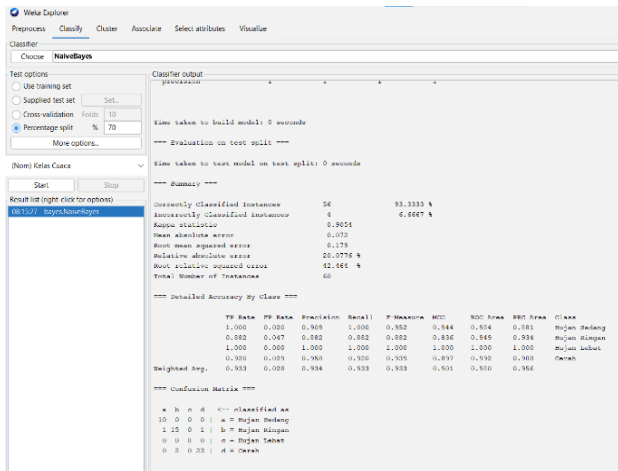 Weka Explorer
Preprocess Classify Cluster Associate Select attributes Visualize
Classifier
Choose NaiveBayes
Test options
Use training set
Supplied test set Set...
Cross-validation Folds 10
Percentage split % 70
More options...
(Nom) Kelas Cuaca
Start Stop
Result list (right-click for options)
08:15:27 - bayes.NaiveBayes
Classifier output
precision 1 1 1 1
Time taken to build model: 0 seconds
=== Evaluation on test split ===
Time taken to test model on test split: 0 seconds
=== Summary ===
Correctly Classified Instances 56 93.3333 %
Incorrectly Classified Instances 4 6.6667 %
Kappa statistic 0.9054
Mean absolute error 0.072
Root mean squared error 0.179
Relative absolute error 20.0776 %
Root relative squared error 42.464 %
Total Number of Instances 60
=== Detailed Accuracy By Class ===
TP Rate FP Rate Precision Recall F-Measure MCC ROC Area PRC Area Class
1.000 0.020 0.909 1.000 0.952 0.944 0.984 0.881 Hujan Sedang
0.882 0.047 0.882 0.882 0.882 0.836 0.949 0.934 Hujan Ringan
1.000 0.000 1.000 1.000 1.000 1.000 1.000 1.000 Hujan Lebat
0.920 0.029 0.958 0.920 0.939 0.897 0.992 0.988 Cerah
Weighted Avg. 0.933 0.028 0.934 0.933 0.933 0.901 0.980 0.956
=== Confusion Matrix ===
a b c d <-- classified as
10 0 0 0 | a = Hujan Sedang
1 15 0 1 | b = Hujan Ringan
0 0 8 0 | c = Hujan Lebat
0 2 0 23 | d = Cerah